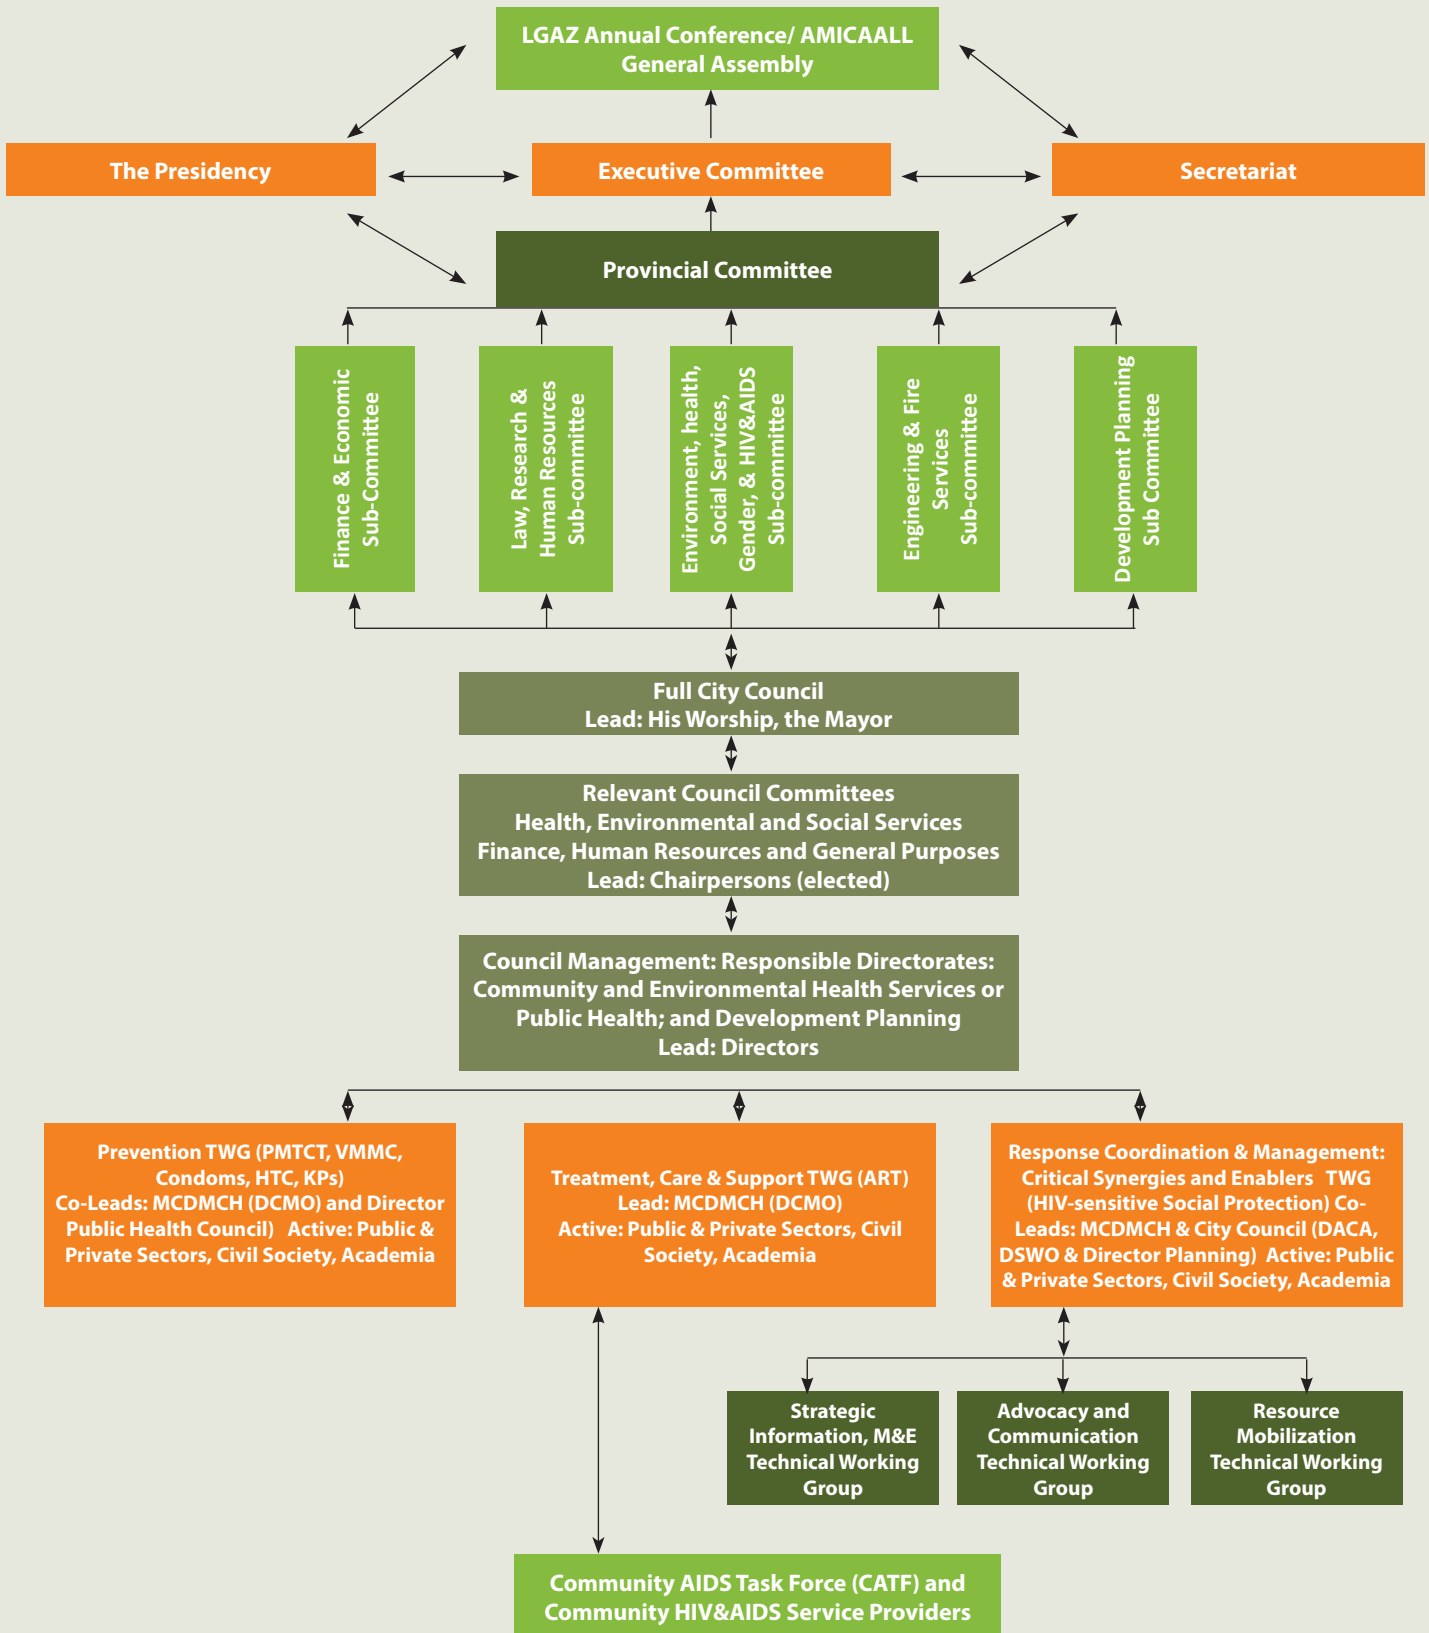 LGAZ Annual Conference/ AMICAALL
General Assembly
The Presidency
Executive Committee
Secretariat
Provincial Committee
Finance & Economic
Sub-Committee
Law, Research &
Human Resources
Sub-committee
Environment, health,
Social Services,
Gender, & HIV&AIDS
Sub-committee
Engineering & Fire
Services
Sub-committee
Development Planning
Sub Committee
Full City Council
Lead: His Worship, the Mayor
Relevant Council Committees
Health, Environmental and Social Services
Finance, Human Resources and General Purposes
Lead: Chairpersons (elected)
Council Management: Responsible Directorates:
Community and Environmental Health Services or
Public Health; and Development Planning
Lead: Directors
Prevention TWG (PMTCT, VMMC,
Condoms, HTC, KPs)
Co-Leads: MCDMCH (DCMO) and Director
Public Health Council) Active: Public &
Private Sectors, Civil Society, Academia
Treatment, Care & Support TWG (ART)
Lead: MCDMCH (DCMO)
Active: Public & Private Sectors, Civil
Society, Academia
Response Coordination & Management:
Critical Synergies and Enablers TWG
(HIV-sensitive Social Protection) Co-
Leads: MCDMCH & City Council (DACA,
DSWO & Director Planning) Active: Public
& Private Sectors, Civil Society, Academia
Strategic
Information, M&E
Technical Working
Group
Advocacy and
Communication
Technical Working
Group
Resource
Mobilization
Technical Working
Group
Community AIDS Task Force (CATF) and
Community HIV&AIDS Service Providers